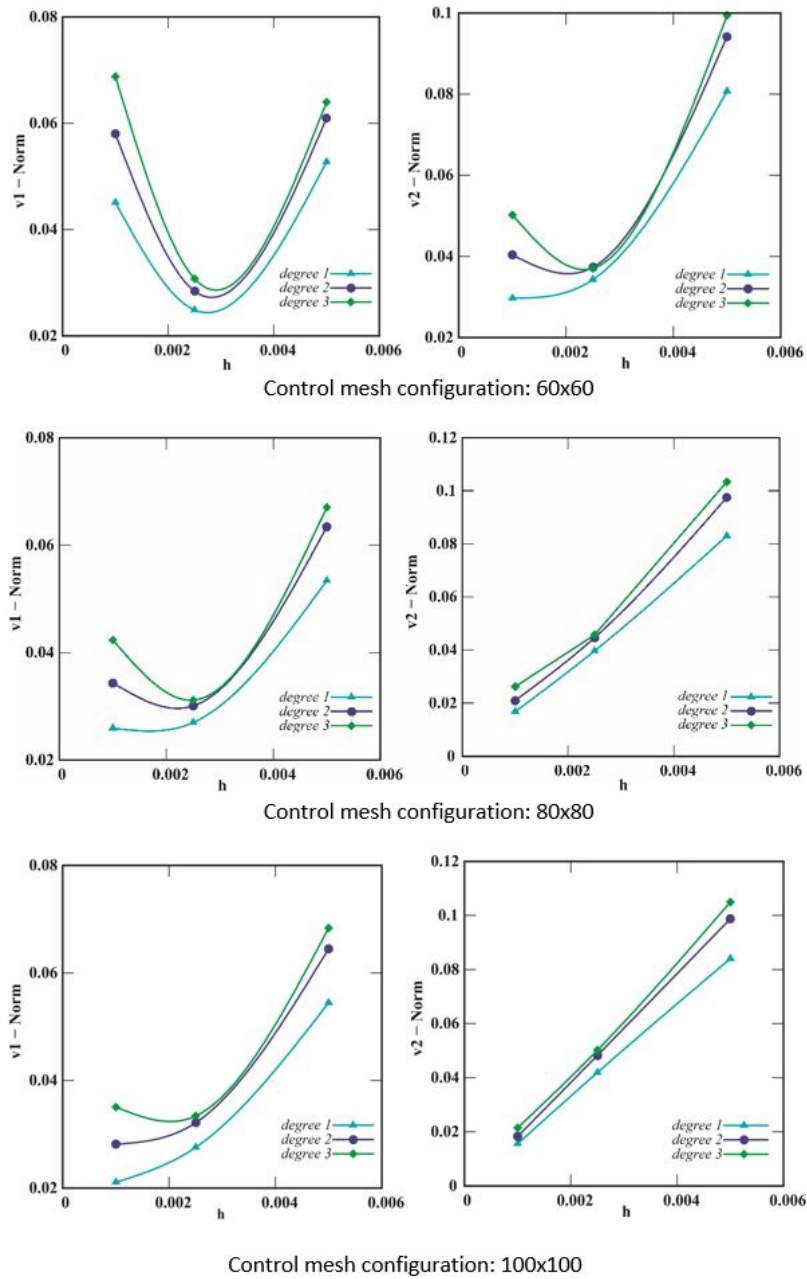 0.08
0.06
0.04
0.02
v1 – Norm
0
0.002
0.004
0.006
h
degree 1
degree 2
degree 3
0.1
0.08
0.06
0.04
0.02
v2 – Norm
0
0.002
0.004
0.006
h
degree 1
degree 2
degree 3
Control mesh configuration: 60x60
0.08
0.06
0.04
0.02
v1 – Norm
0
0.002
0.004
0.006
h
degree 1
degree 2
degree 3
0.12
0.1
0.08
0.06
0.04
0.02
0
v2 – Norm
0
0.002
0.004
0.006
h
degree 1
degree 2
degree 3
Control mesh configuration: 80x80
0.08
0.06
0.04
0.02
v1 – Norm
0
0.002
0.004
0.006
h
degree 1
degree 2
degree 3
0.12
0.1
0.08
0.06
0.04
0.02
0
v2 – Norm
0
0.002
0.004
0.006
h
degree 1
degree 2
degree 3
Control mesh configuration: 100x100